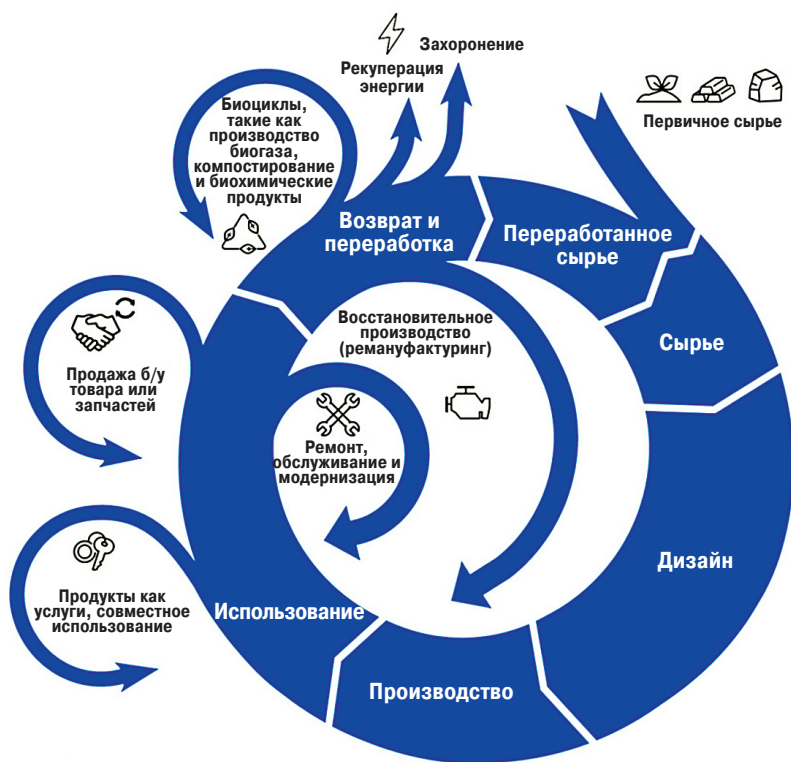 Захоронение
Рекуперация
энергии
Первичное сырье
Биоциклы,
такие как
производство
биогаза,
компостирование
и биохимические
продукты
Возврат и
переработка
Переработанное
сырье
Восстановительное
производство
(ремануфактуринг)
Сырье
Продажа б/у
товара или
запчастей
Ремонт,
обслуживание и
модернизация
Продукты как
услуги, совместное
использование
Использование
Дизайн
Производство